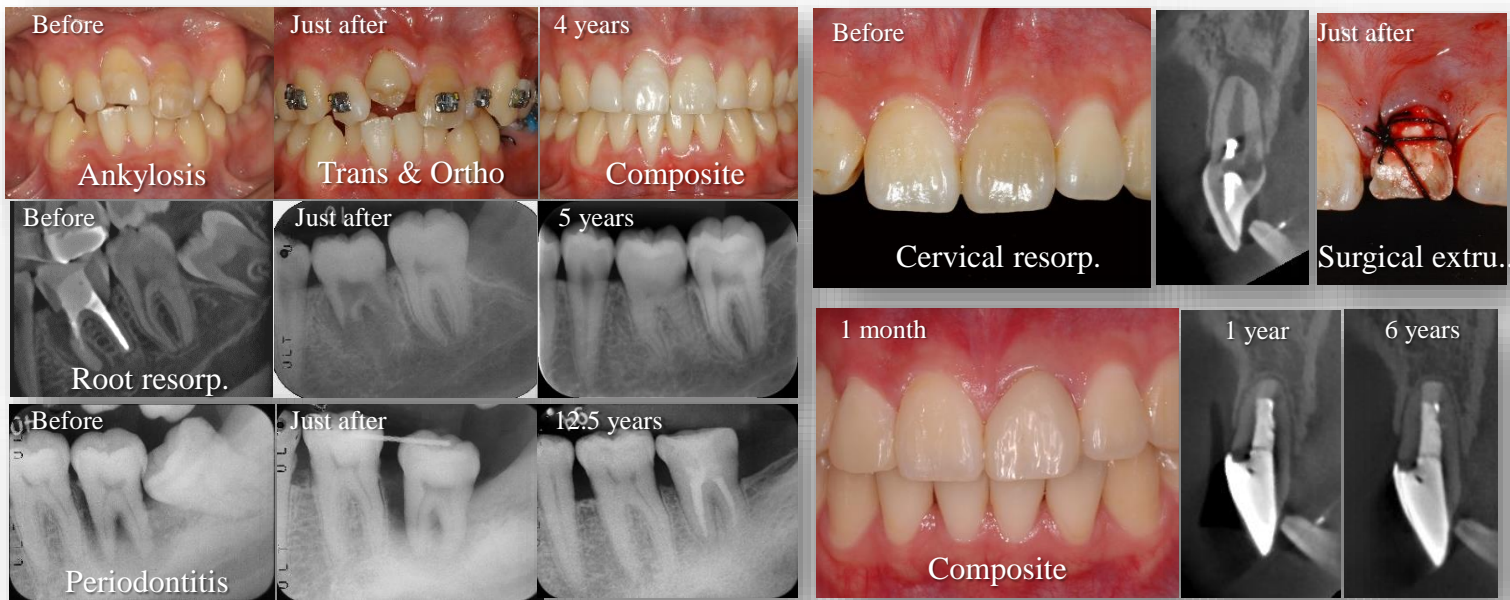 Before
Ankylosis
Just after
Trans & Ortho
4 years
Composite
Before
Root resorp.
Just after
5 years
Before
Periodontitis
Just after
12.5 years
Before
Cervical resorp.
Just after
Surgical extru..
1 month
Composite
1 year
6 years